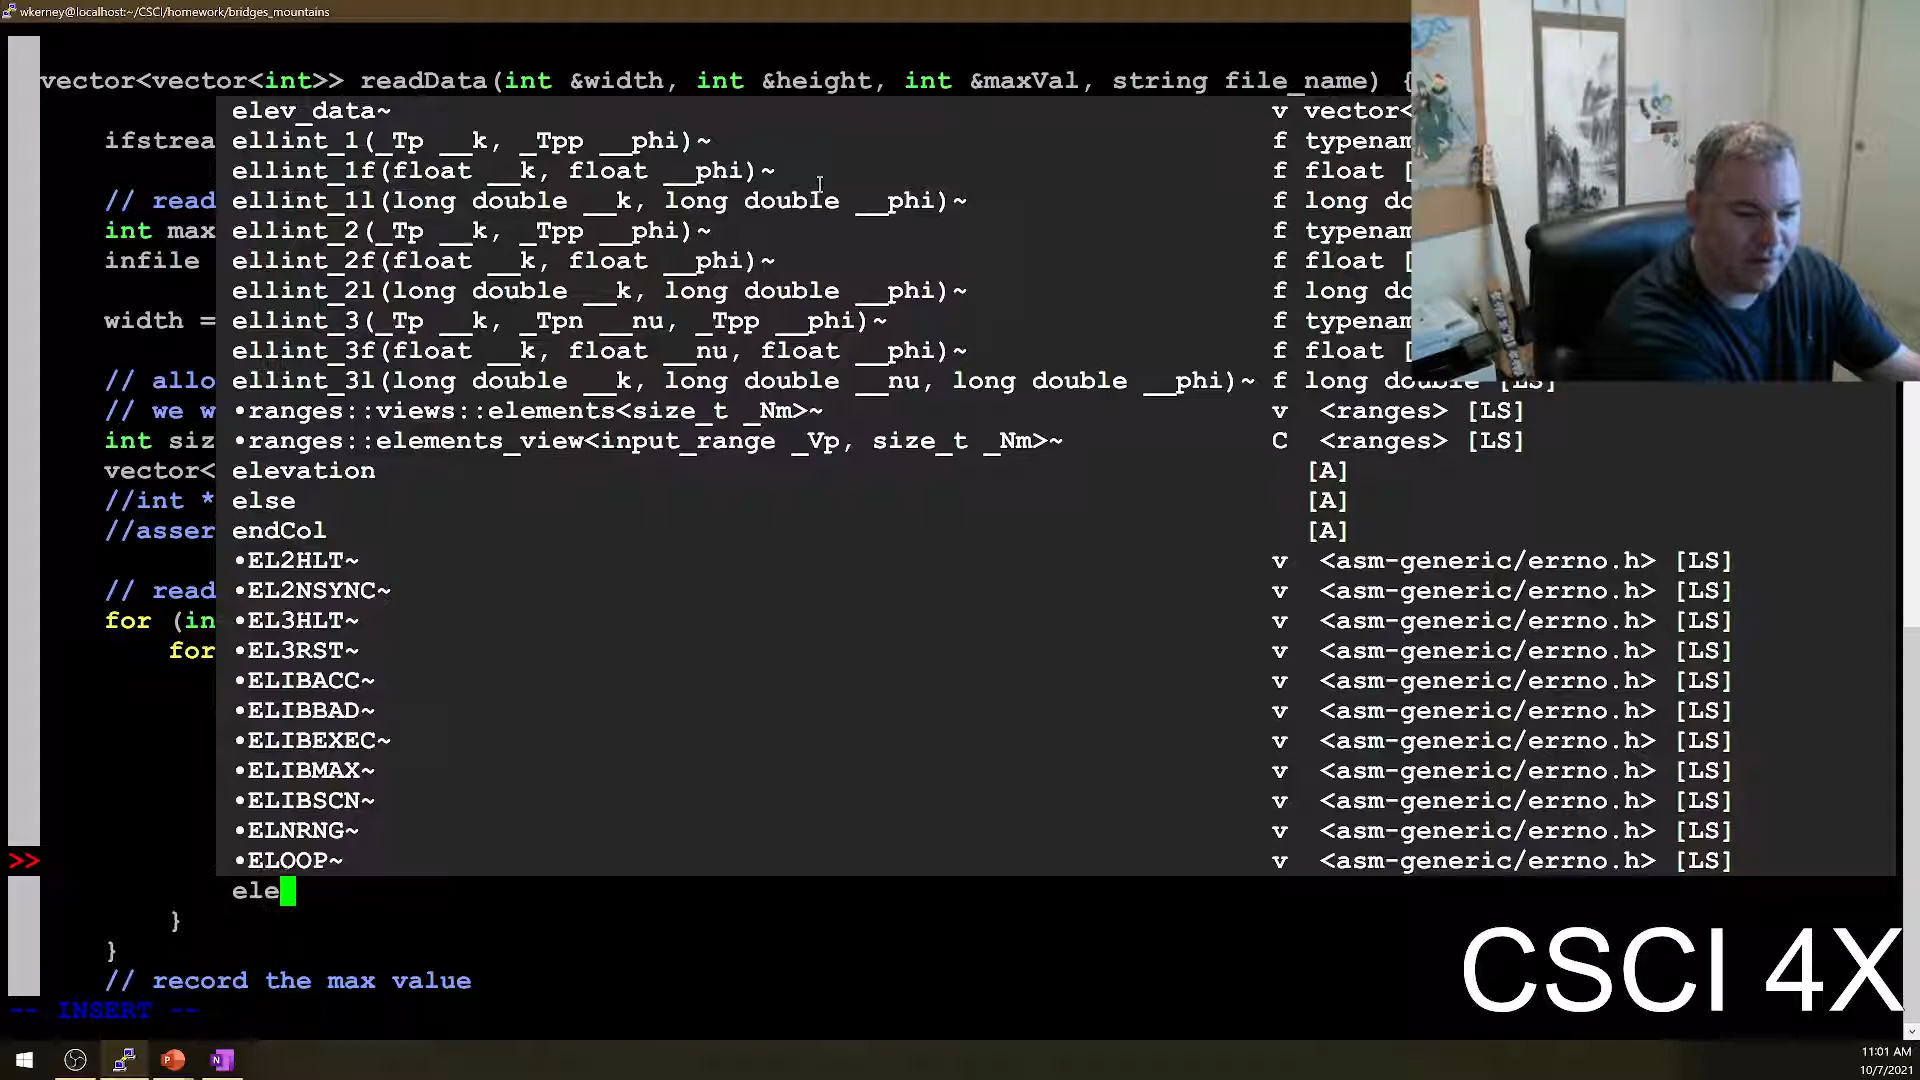 wkerney@localhost:~/CSCI/homework/bridges_mountains
vector<vector<int>> readData(int &width, int &height, int &maxVal, string file_name) {
elev_data~ v vector<
ifstrea ellint_1(_Tp __k, _Tpp __phi)~ f typenam
ellint_1f(float __k, float __phi)~ f float [
// read ellint_1l(long double __k, long double __phi)~ f long do
int max ellint_2(_Tp __k, _Tpp __phi)~ f typenam
infile ellint_2f(float __k, float __phi)~ f float [
ellint_2l(long double __k, long double __phi)~ f long do
width = ellint_3(_Tp __k, _Tpn __nu, _Tpp __phi)~ f typenam
ellint_3f(float __k, float __nu, float __phi)~ f float [
// allo ellint_3l(long double __k, long double __nu, long double __phi)~ f long double [LS]
// we w •ranges::views::elements<size_t _Nm>~ v <ranges> [LS]
int siz •ranges::elements_view<input_range _Vp, size_t _Nm>~ C <ranges> [LS]
vector< elevation [A]
//int * else [A]
//asser endCol [A]
•EL2HLT~ v <asm-generic/errno.h> [LS]
// read •EL2NSYNC~ v <asm-generic/errno.h> [LS]
for (in •EL3HLT~ v <asm-generic/errno.h> [LS]
for •EL3RST~ v <asm-generic/errno.h> [LS]
•ELIBACC~ v <asm-generic/errno.h> [LS]
•ELIBBAD~ v <asm-generic/errno.h> [LS]
•ELIBEXEC~ v <asm-generic/errno.h> [LS]
•ELIBMAX~ v <asm-generic/errno.h> [LS]
•ELIBSCN~ v <asm-generic/errno.h> [LS]
•ELNRNG~ v <asm-generic/errno.h> [LS]
>> •ELOOP~ v <asm-generic/errno.h> [LS]
ele
}
}
// record the max value
-- INSERT --
CSCI 4X
11:01 AM
10/7/2021